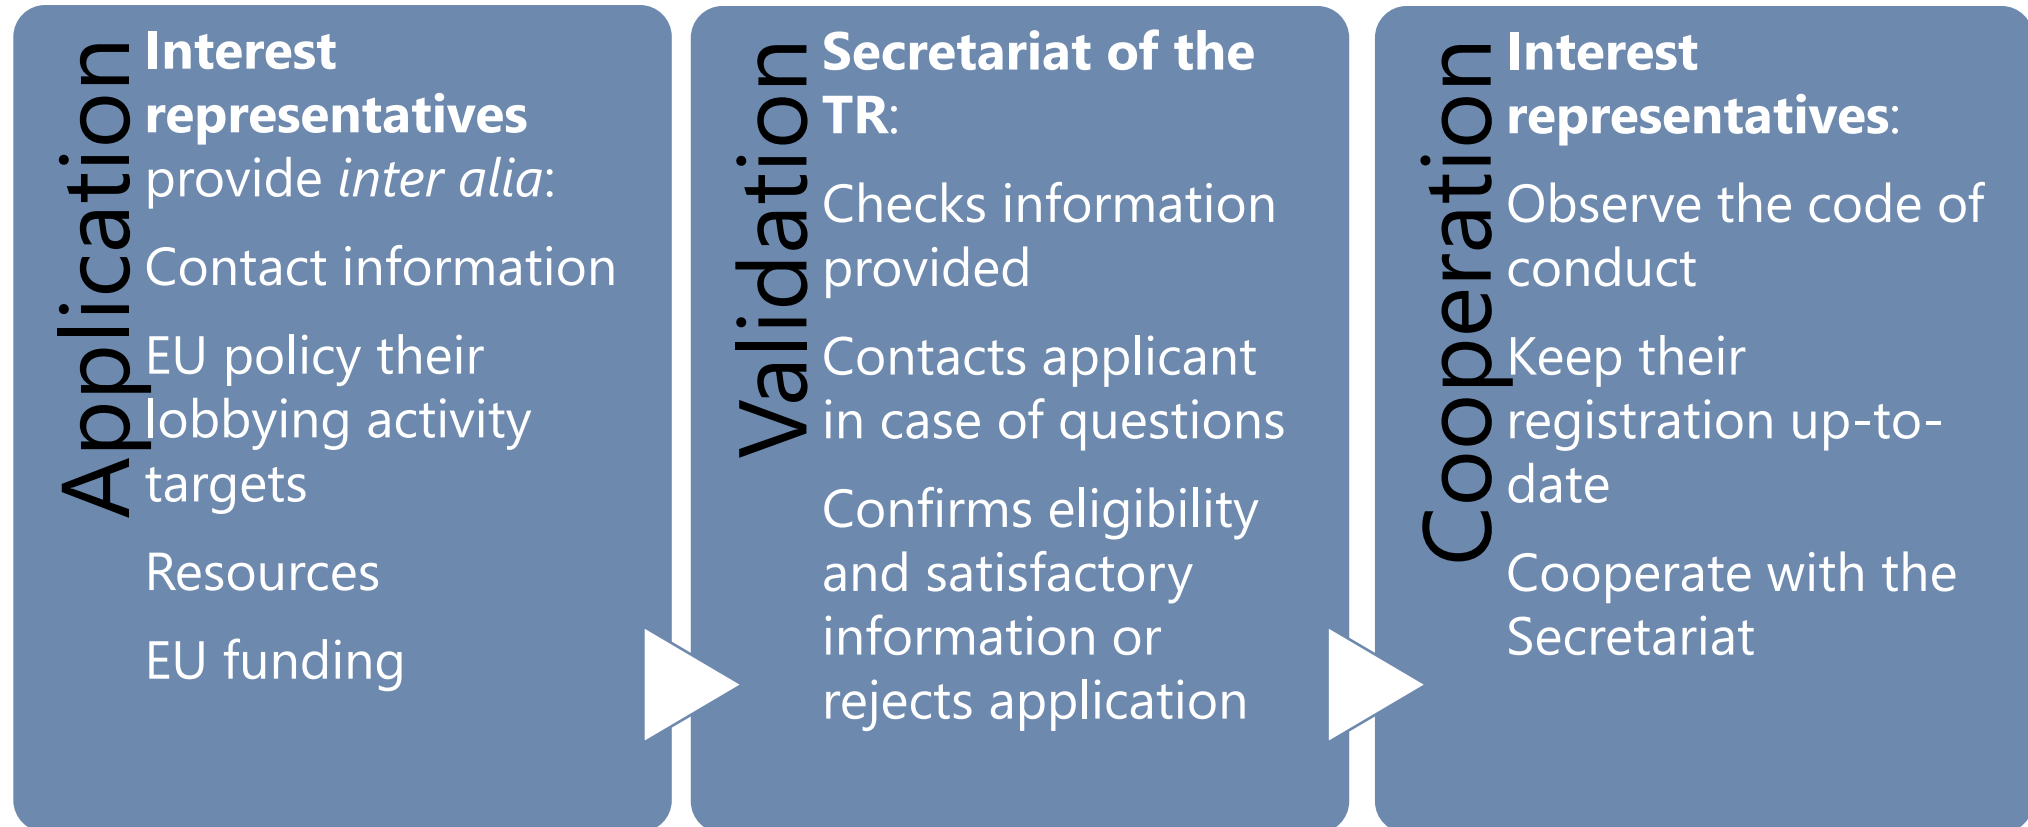 Application
Interest
representatives
provide inter alia:
Contact information
EU policy their
lobbying activity
targets
Resources
EU funding
Validation
Secretariat of the
TR:
Checks information
provided
Contacts applicant
in case of questions
Confirms eligibility
and satisfactory
information or
rejects application
Cooperation
Interest
representatives:
Observe the code of
conduct
Keep their
registration up-to-
date
Cooperate with the
Secretariat